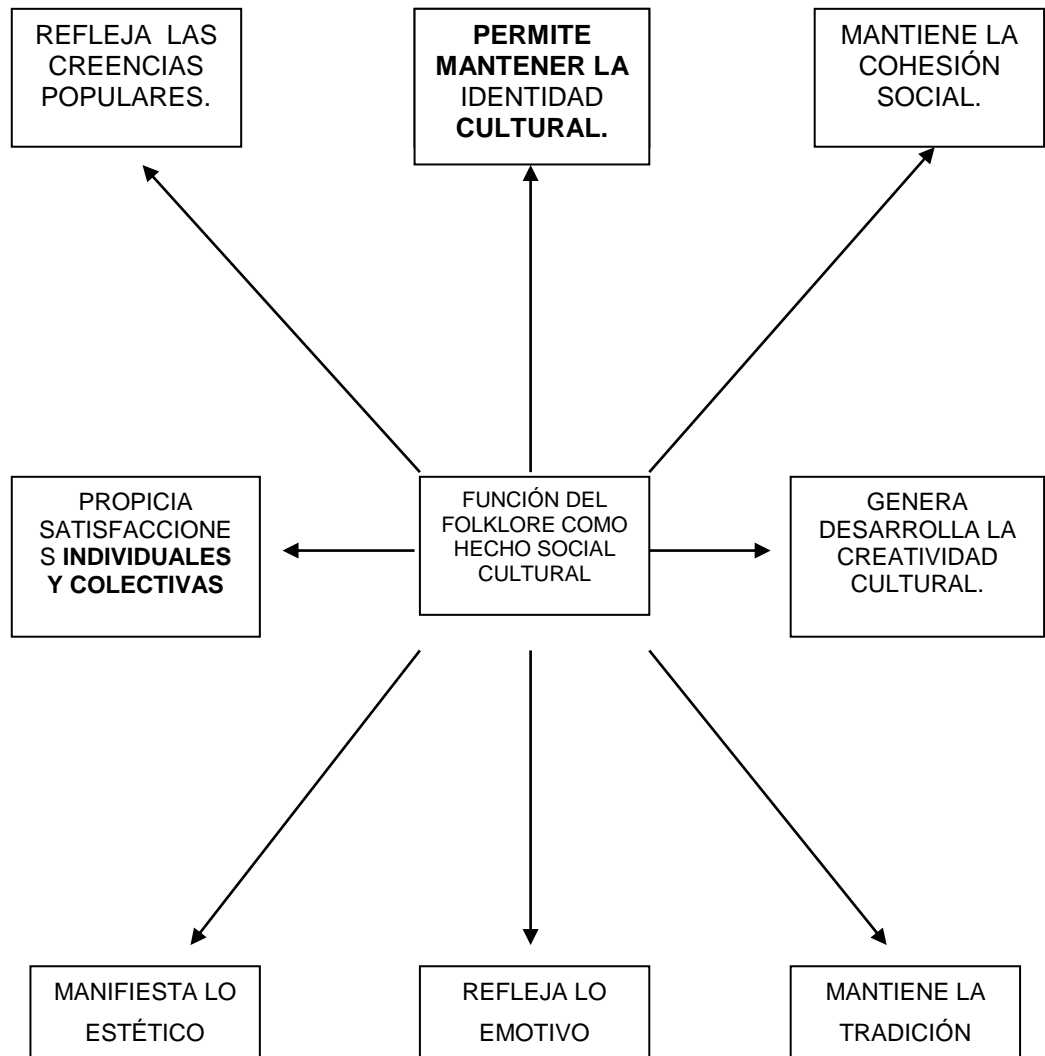 REFLEJA LAS
CREENCIAS
POPULARES.
PERMITE
MANTENER LA
IDENTIDAD
CULTURAL.
MANTIENE LA
COHESIÓN
SOCIAL.
PROPICIA
SATISFACCIONE
S INDIVIDUALES
Y COLECTIVAS
FUNCIÓN DEL
FOLKLORE COMO
HECHO SOCIAL
CULTURAL
GENERA
DESARROLLA LA
CREATIVIDAD
CULTURAL.
MANIFIESTA LO
ESTÉTICO
REFLEJA LO
EMOTIVO
MANTIENE LA
TRADICIÓN